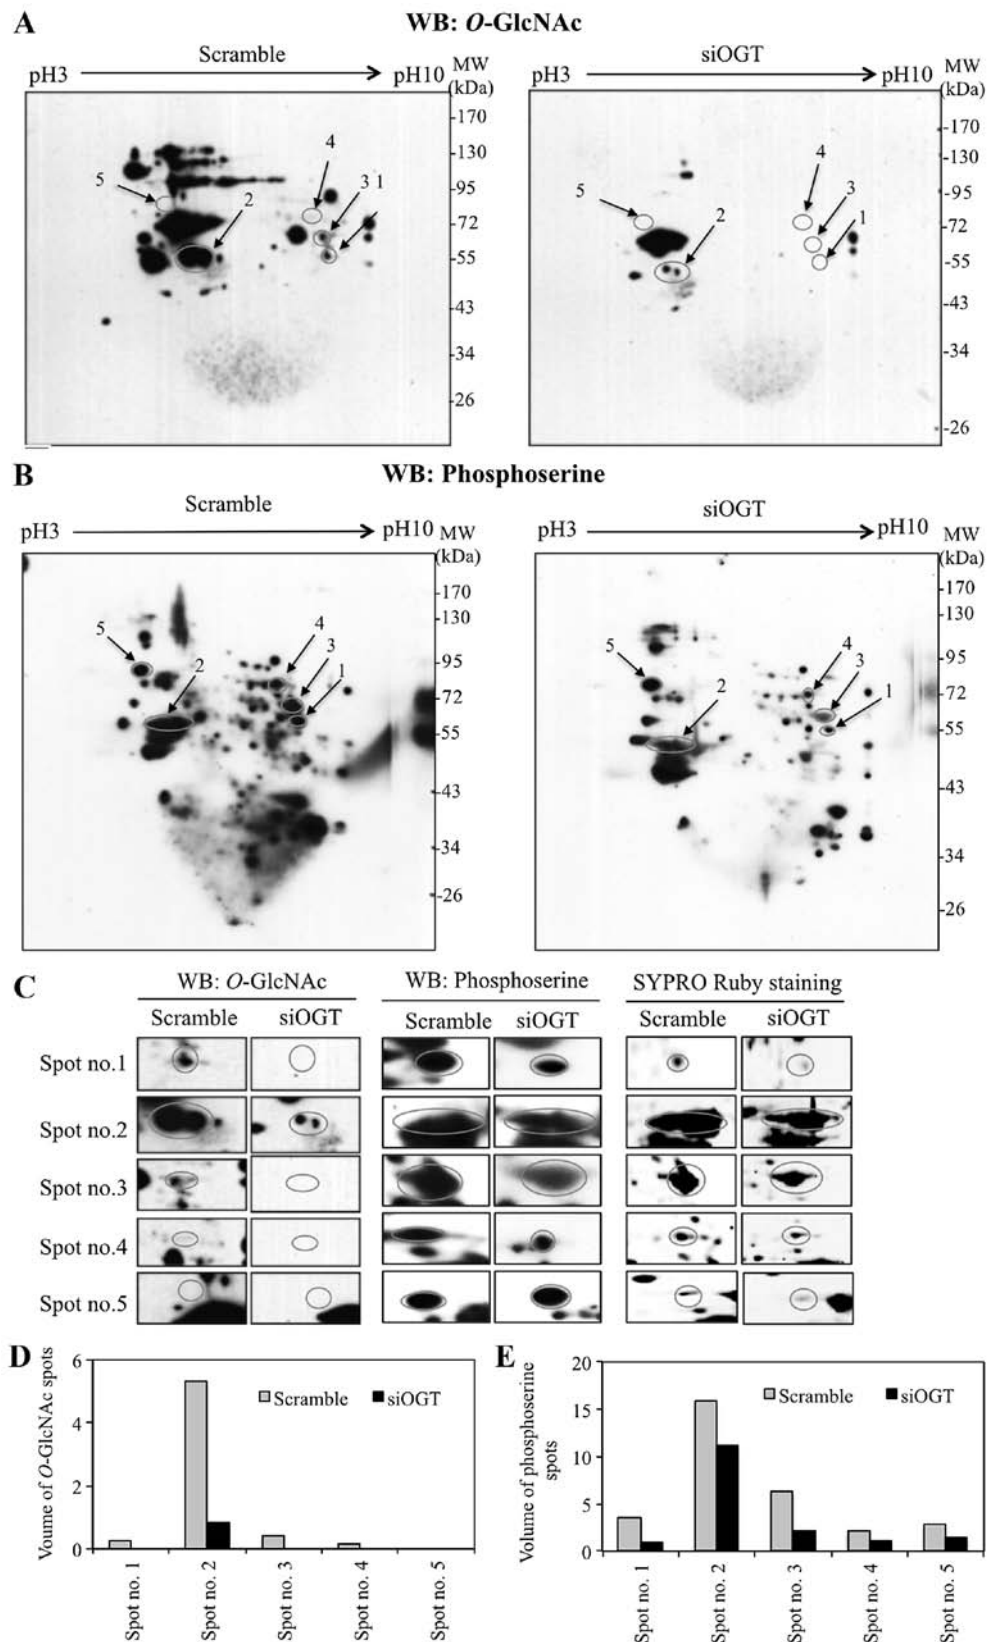 A
WB: O-GlcNAc
Scramble
siOGT
pH3
pH10
MW
(kDa)
pH3
pH10
MW
(kDa)
-170
-130
-95
-72
-55
-43
-34
-26
5
2
4
3
1
-170
-130
-95
-72
-55
-43
-34
-26
5
2
4
3
1
B
WB: Phosphoserine
Scramble
siOGT
pH3
pH10
MW
(kDa)
pH3
pH10
MW
(kDa)
-170
-130
-95
-72
-55
-43
-34
-26
5
2
4
3
1
-170
-130
-95
-72
-55
-43
-34
-26
5
2
4
3
1
C
WB: O-GlcNAc
WB: Phosphoserine
SYPRO Ruby staining
Scramble siOGT
Scramble siOGT
Scramble siOGT
Spot no.1
Spot no.2
Spot no.3
Spot no.4
Spot no.5
D
Voume of O-GlcNAc spots
6
4
2
0
Scramble siOGT
Spot no. 1
Spot no. 2
Spot no. 3
Spot no. 4
Spot no. 5
E
Volume of phosphoserine
spots
20
15
10
5
0
Scramble siOGT
Spot no. 1
Spot no. 2
Spot no. 3
Spot no. 4
Spot no. 5